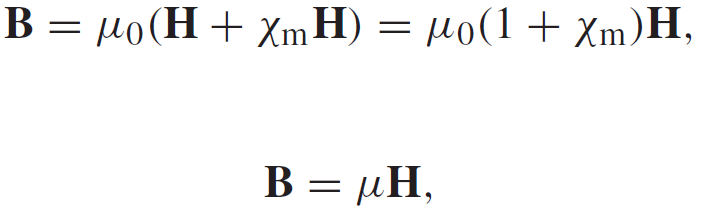 B = μ₀(H + χₘH) = μ₀(1 + χₘ)H,
B = μH,